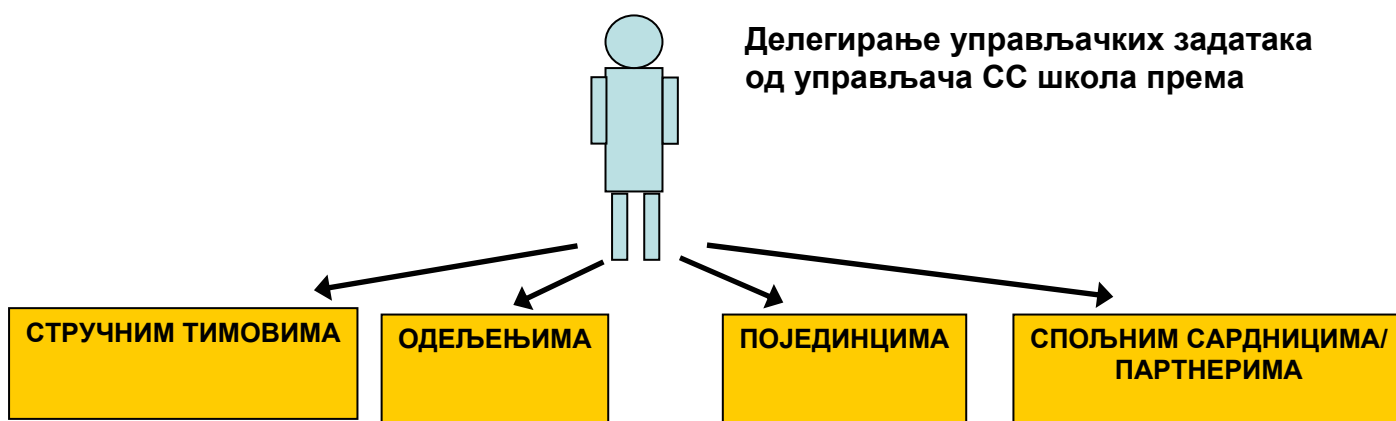 Делегирање управљачких задатака
од управљача СС школа према
СТРУЧНИМ ТИМОВИМА
ОДЕЉЕЊИМА
ПОЈЕДИНЦИМА
СПОЉНИМ САРДНИЦИМА/
ПАРТНЕРИМА